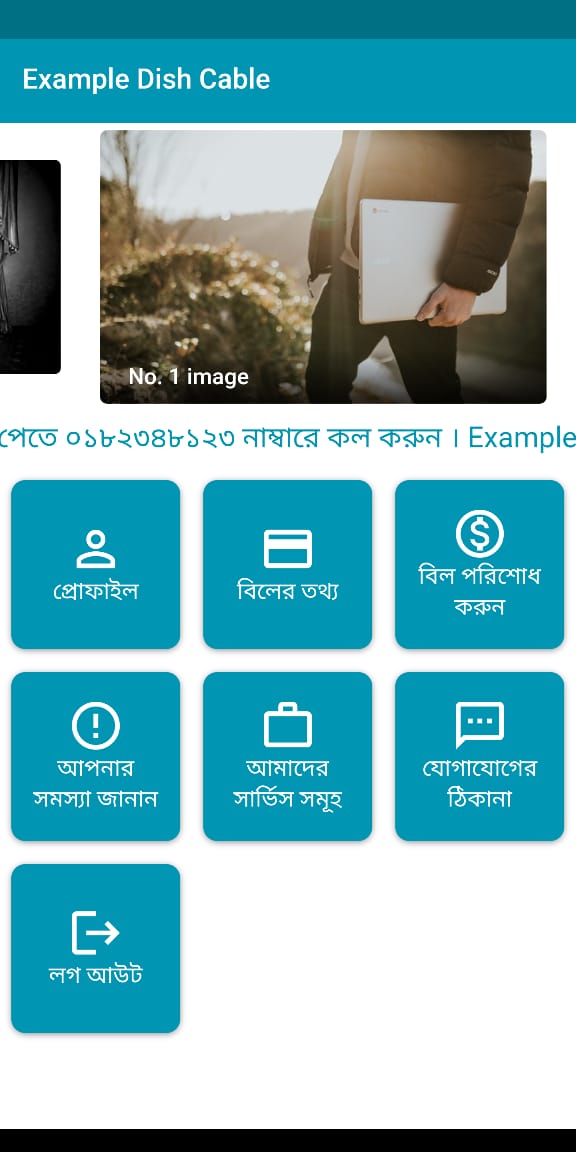 Example Dish Cable
No. 1 image
পেতে ০১৮২৩৪৮১২৩ নাম্বারে কল করুন । Example
প্রোফাইল
বিলের তথ্য
বিল পরিশোধ
করুন
আপনার
সমস্যা জানান
আমাদের
সার্ভিস সমূহ
যোগাযোগের
ঠিকানা
লগ আউট